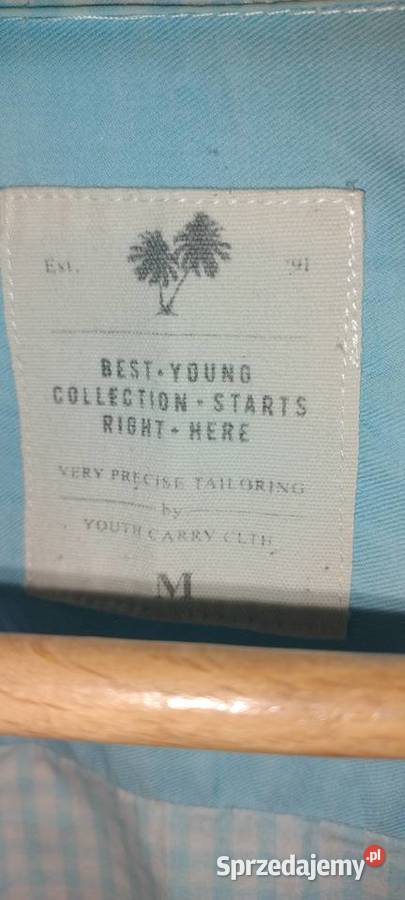 Est. '91
BEST • YOUNG
COLLECTION • STARTS
RIGHT • HERE
VERY PRECISE TAILORING
by
YOUTH CARRY CLTH
M
Sprzedajemy.pl